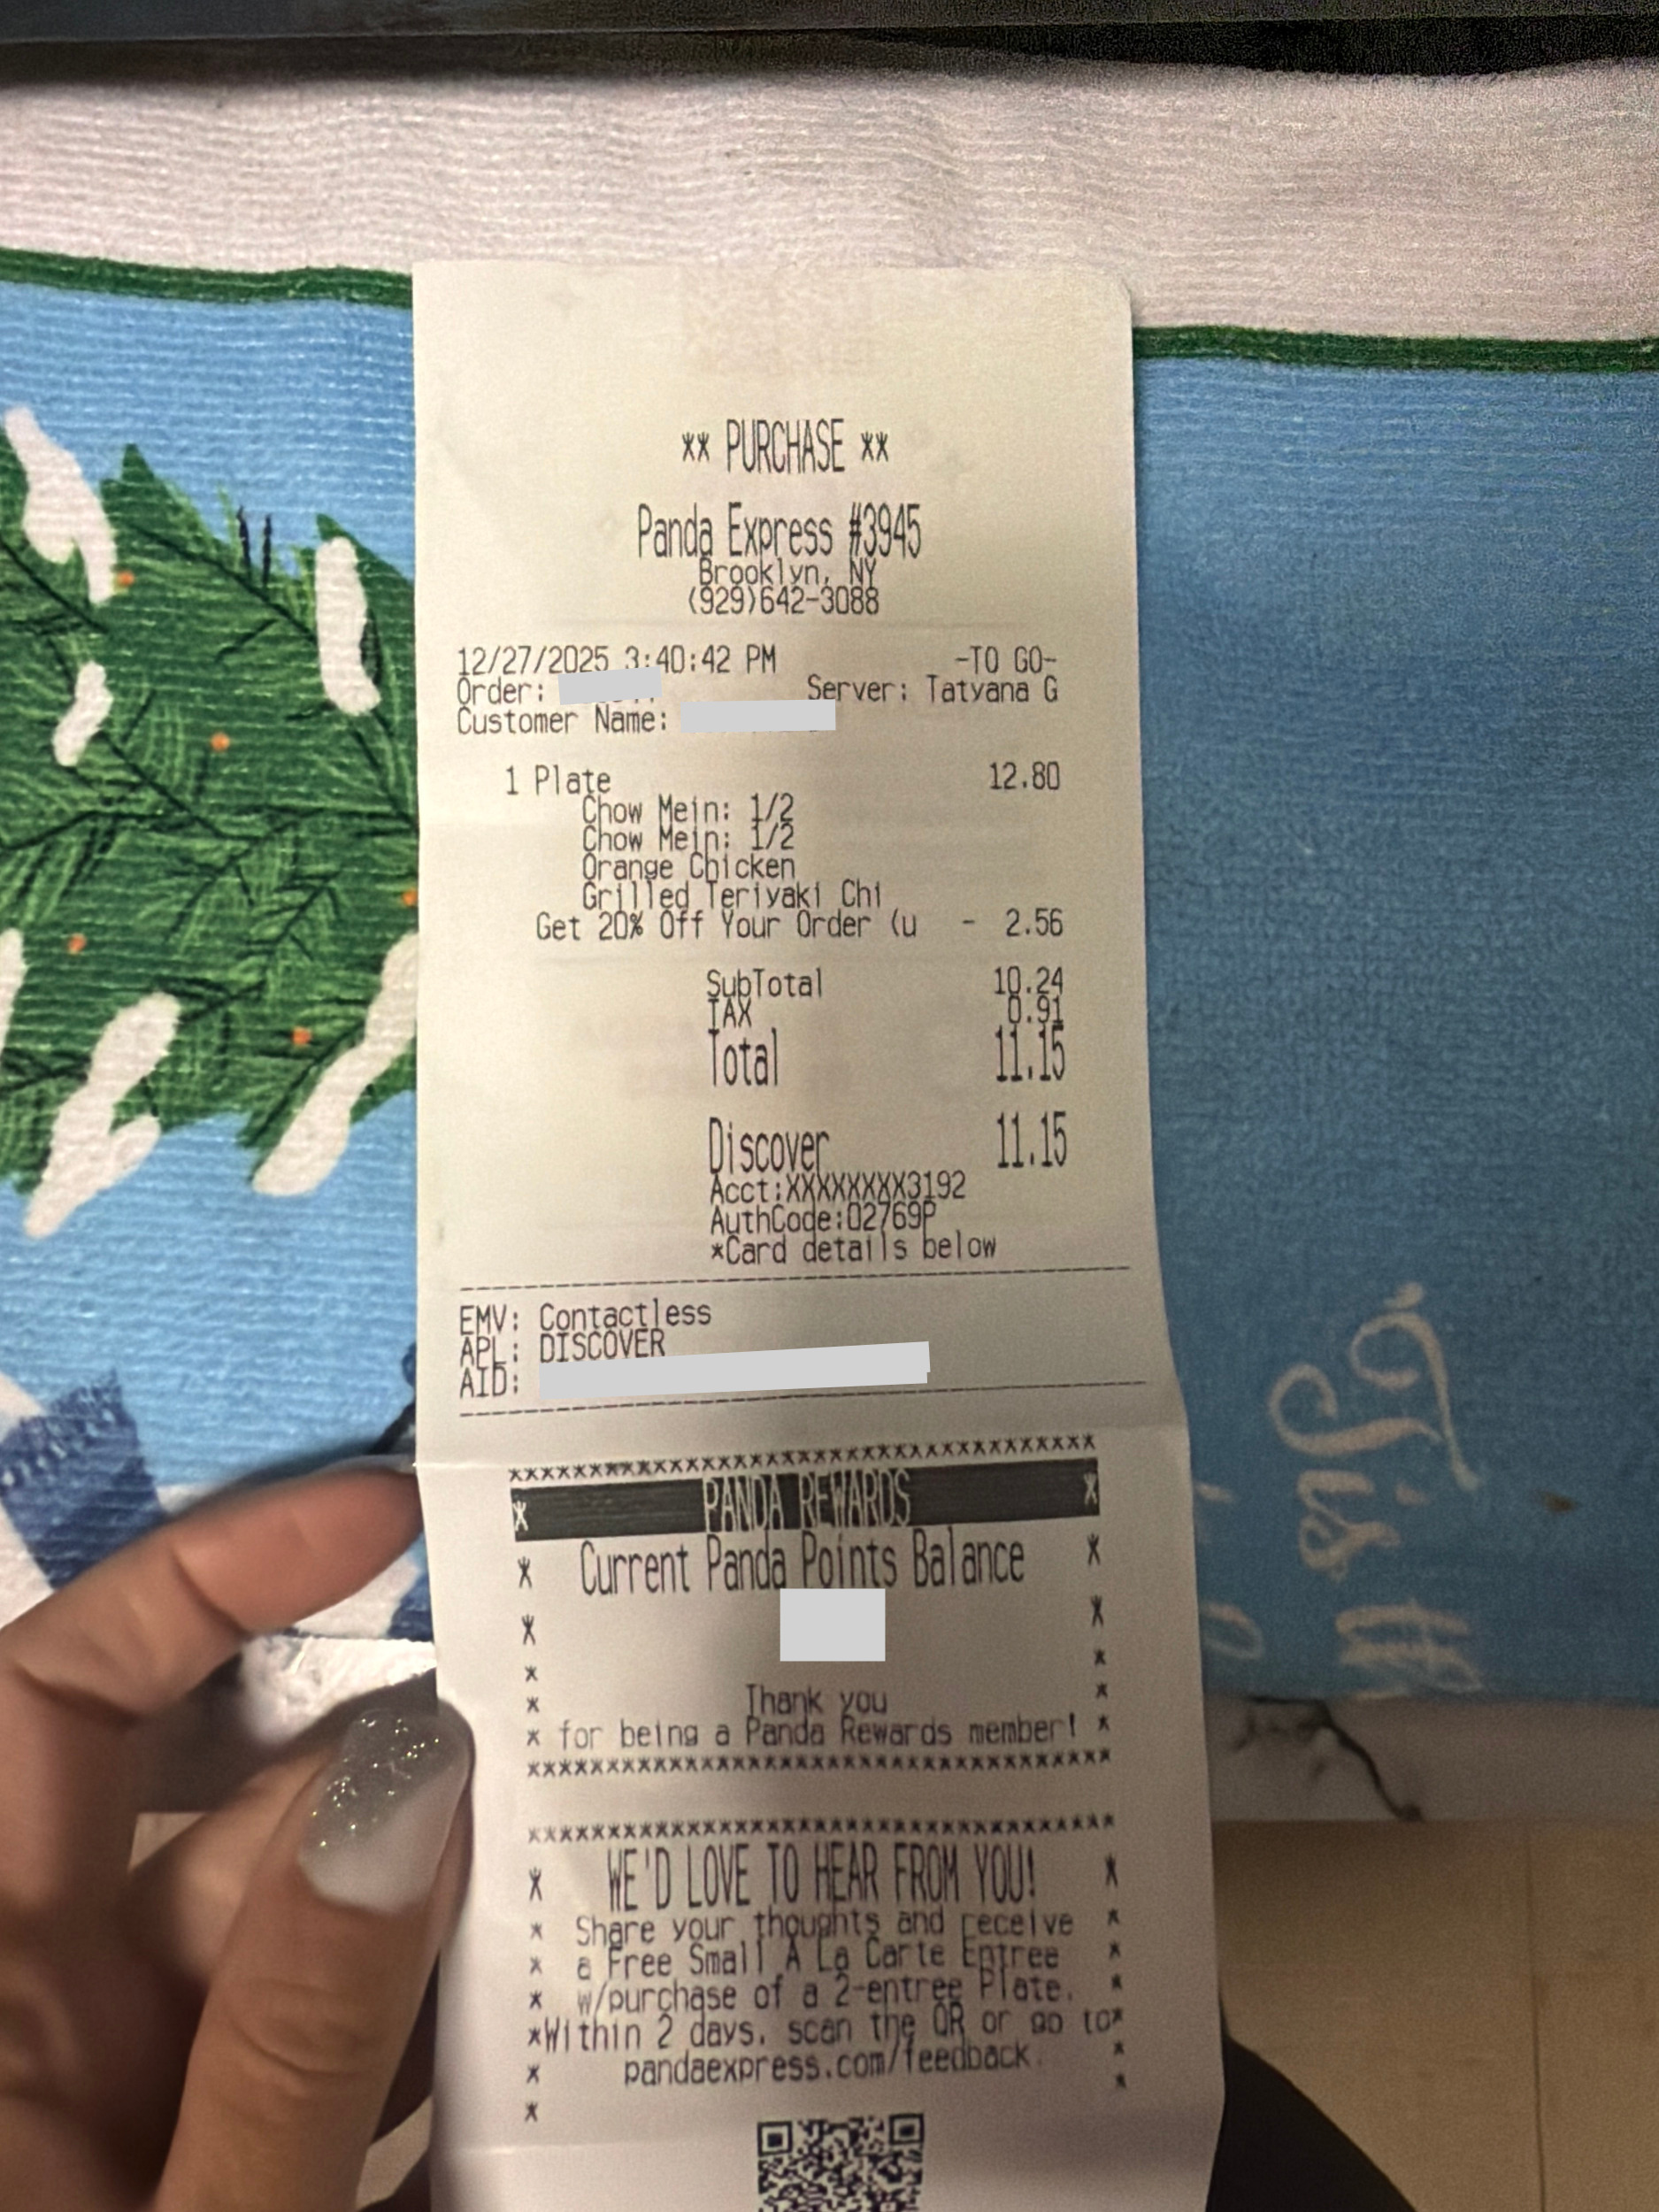 ** PURCHASE **
Panda Express #3945
Brooklyn, NY
(929)642-3088
12/27/2025 3:40:42 PM -TO GO-
Order: Server: Tatyana G
Customer Name:
1 Plate 12.80
Chow Mein: 1/2
Chow Mein: 1/2
Orange Chicken
Grilled Teriyaki Chi
Get 20% Off Your Order (u - 2.56
SubTotal 10.24
TAX 0.91
Total 11.15
Discover 11.15
Acct:XXXXXXXX3192
AuthCode:02769P
*Card details below
EMV: Contactless
APL: DISCOVER
AID:
PANDA REWARDS
Current Panda Points Balance
Thank you
for being a Panda Rewards member!
WE'D LOVE TO HEAR FROM YOU!
Share your thoughts and receive
a Free Small A La Carte Entree
w/purchase of a 2-entree Plate.
Within 2 days, scan the QR or go to
pandaexpress.com/feedback.
'Tis th